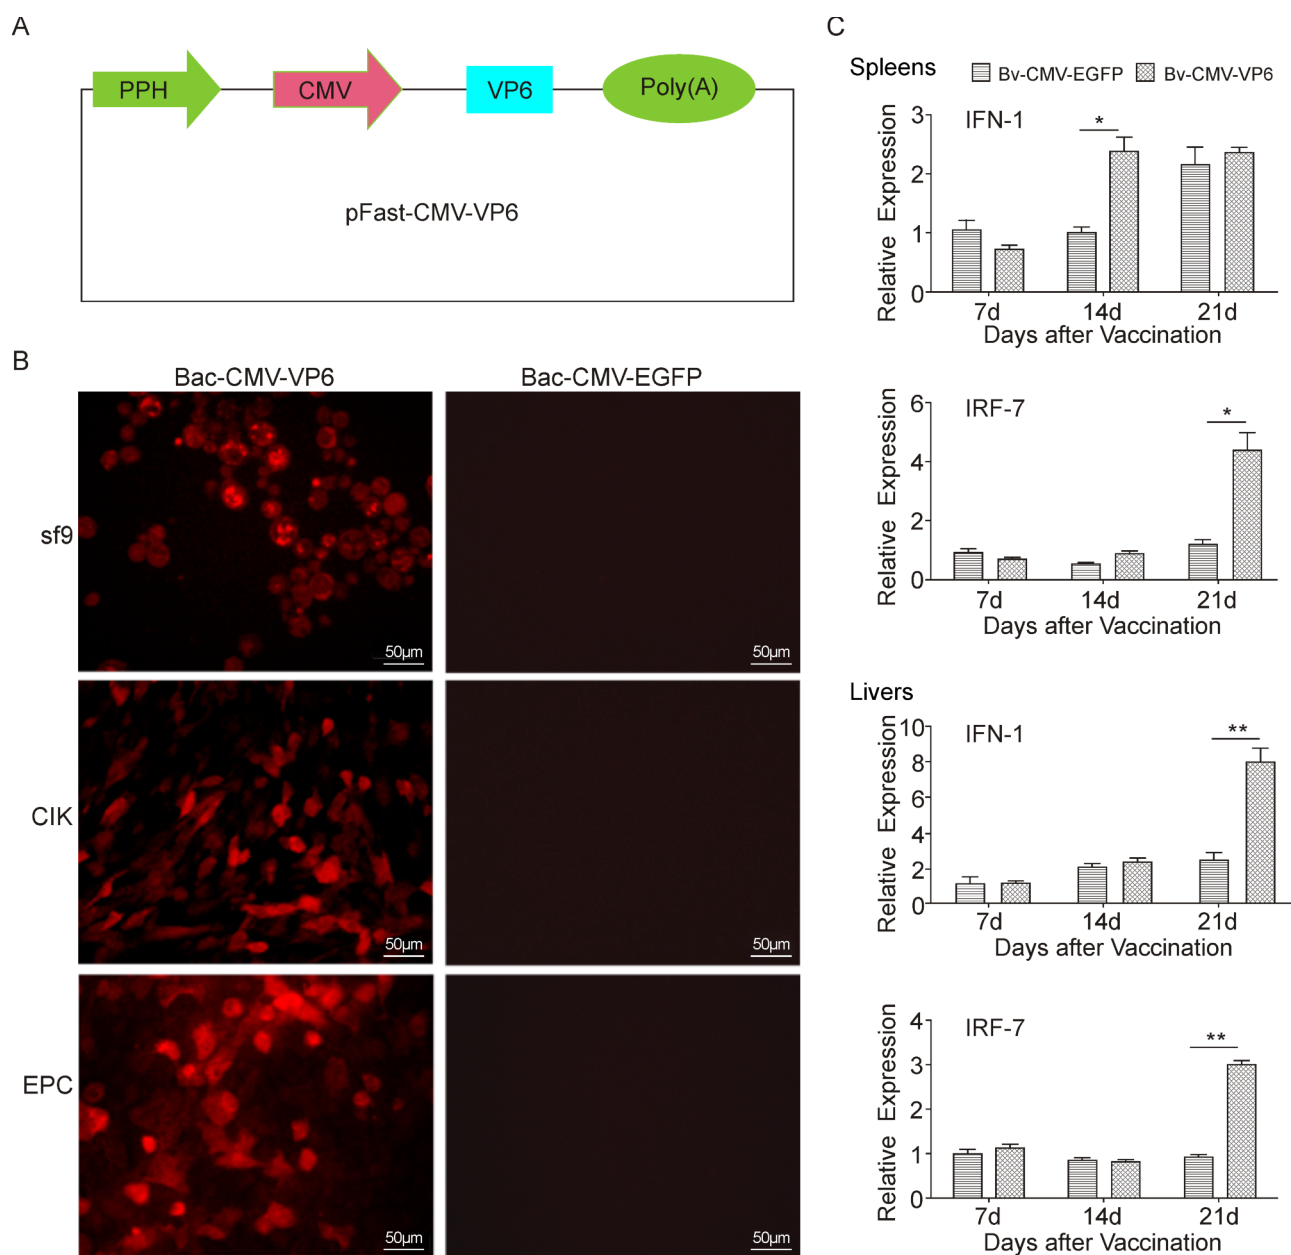 A
PPH
CMV
VP6
Poly(A)
pFast-CMV-VP6
B
Bac-CMV-VP6
Bac-CMV-EGFP
sf9
50μm
50μm
CIK
50μm
50μm
EPC
50μm
50μm
C
Spleens
Bv-CMV-EGFP
Bv-CMV-VP6
IFN-1
Relative Expression
3
2
1
0
*
7d
14d
21d
Days after Vaccination
IRF-7
Relative Expression
6
4
2
0
*
7d
14d
21d
Days after Vaccination
Livers
IFN-1
Relative Expression
10
8
6
4
2
0
**
7d
14d
21d
Days after Vaccination
IRF-7
Relative Expression
4
3
2
1
0
**
7d
14d
21d
Days after Vaccination